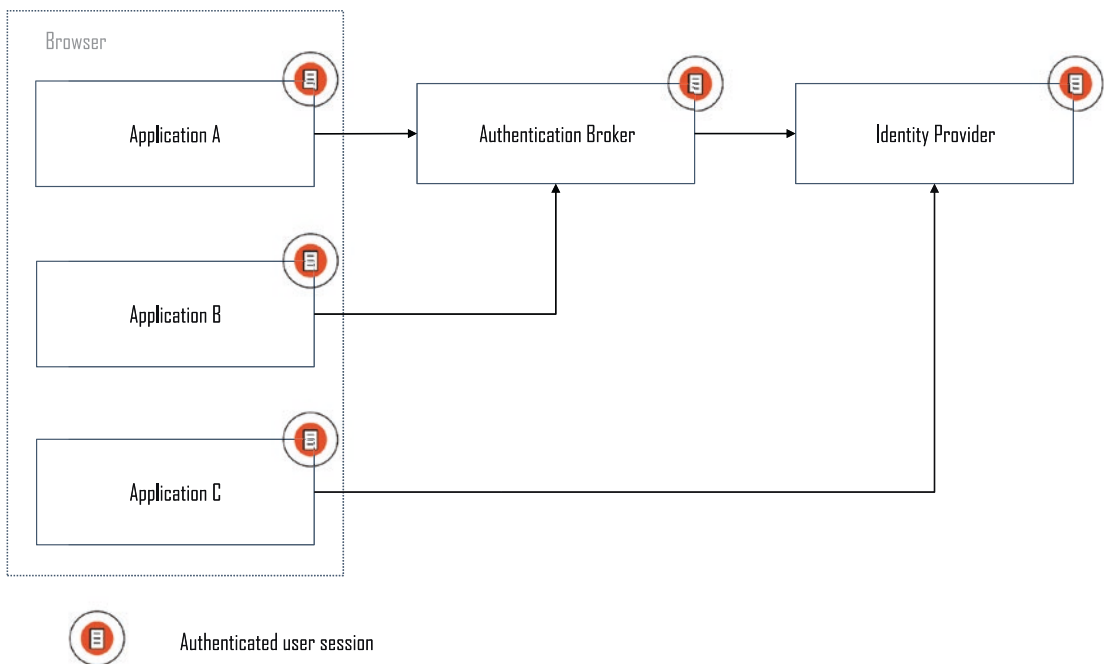 Browser
Application A
Authentication Broker
Identity Provider
Application B
Application C
Authenticated user session